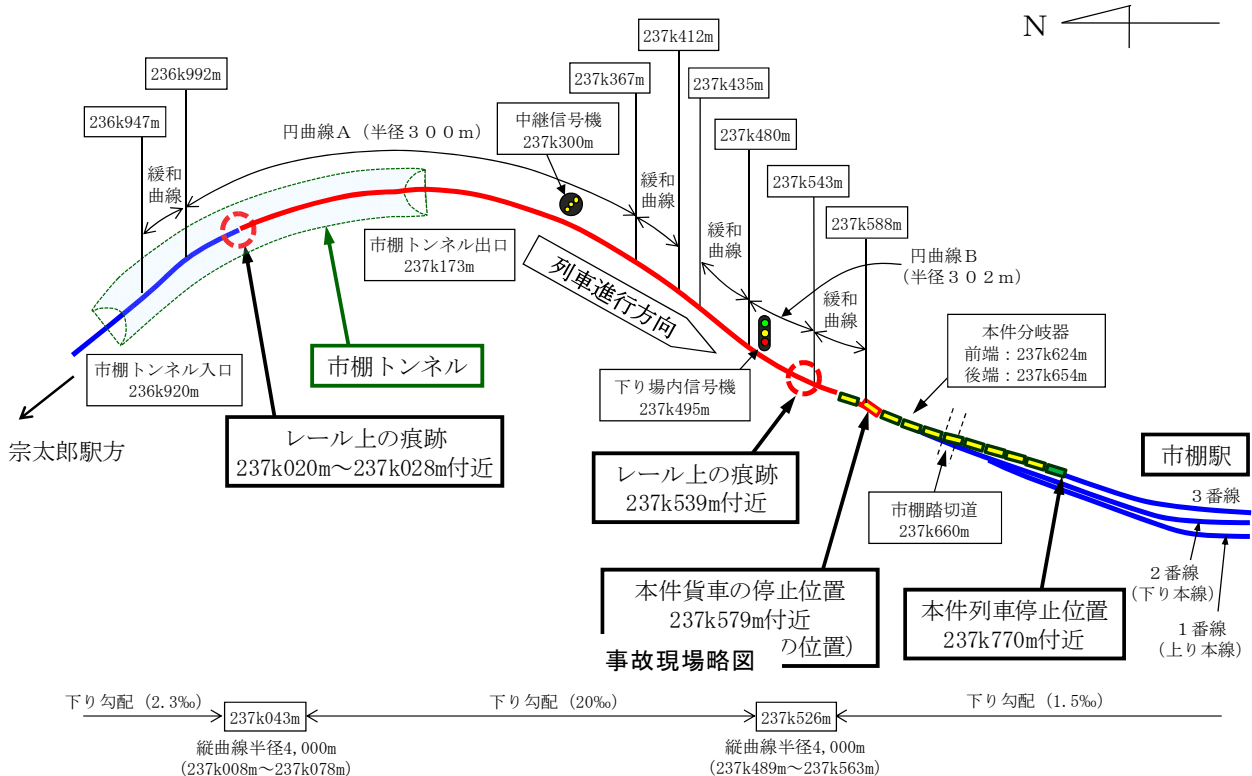 N
237k412m
236k992m
237k367m
237k435m
236k947m
円曲線A (半径300m)
中継信号機
237k300m
237k480m
緩和
曲線
緩和
曲線
237k543m
緩和
曲線
237k588m
円曲線B
(半径302m)
緩和
曲線
市棚トンネル出口
237k173m
列車進行方向
本件分岐器
前端:237k624m
後端:237k654m
市棚トンネル入口
236k920m
市棚トンネル
下り場内信号機
237k495m
宗太郎駅方
レール上の痕跡
237k020m~237k028m付近
レール上の痕跡
237k539m付近
市棚駅
3番線
市棚踏切道
237k660m
2番線
(下り本線)
1番線
(上り本線)
本件貨車の停止位置
237k579m付近
の位置)
本件列車停止位置
237k770m付近
事故現場略図
下り勾配 (2.3‰)
237k043m
下り勾配 (20‰)
237k526m
下り勾配 (1.5‰)
縦曲線半径4,000m
(237k008m~237k078m)
縦曲線半径4,000m
(237k489m~237k563m)